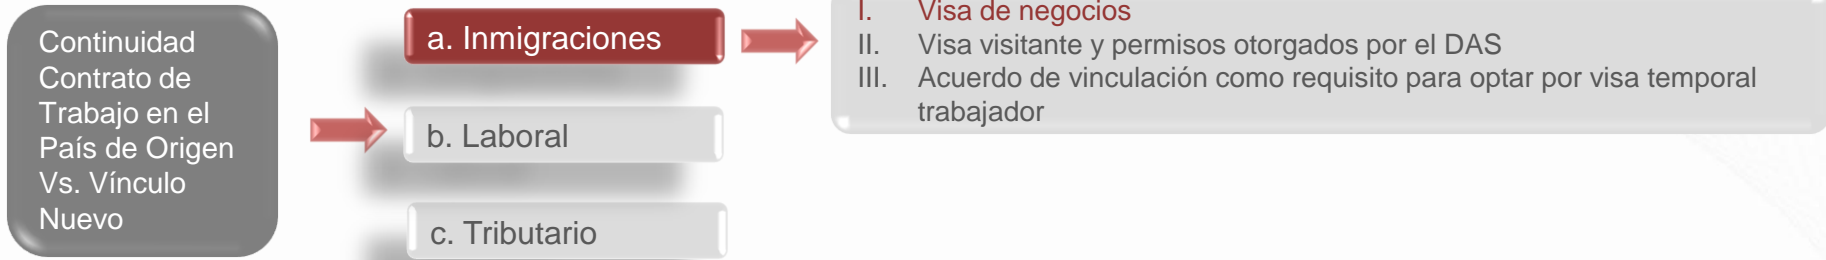 Continuidad
Contrato de
Trabajo en el
País de Origen
Vs. Vínculo
Nuevo
a. Inmigraciones
b. Laboral
c. Tributario
I. Visa de negocios
II. Visa visitante y permisos otorgados por el DAS
III. Acuerdo de vinculación como requisito para optar por visa temporal
trabajador